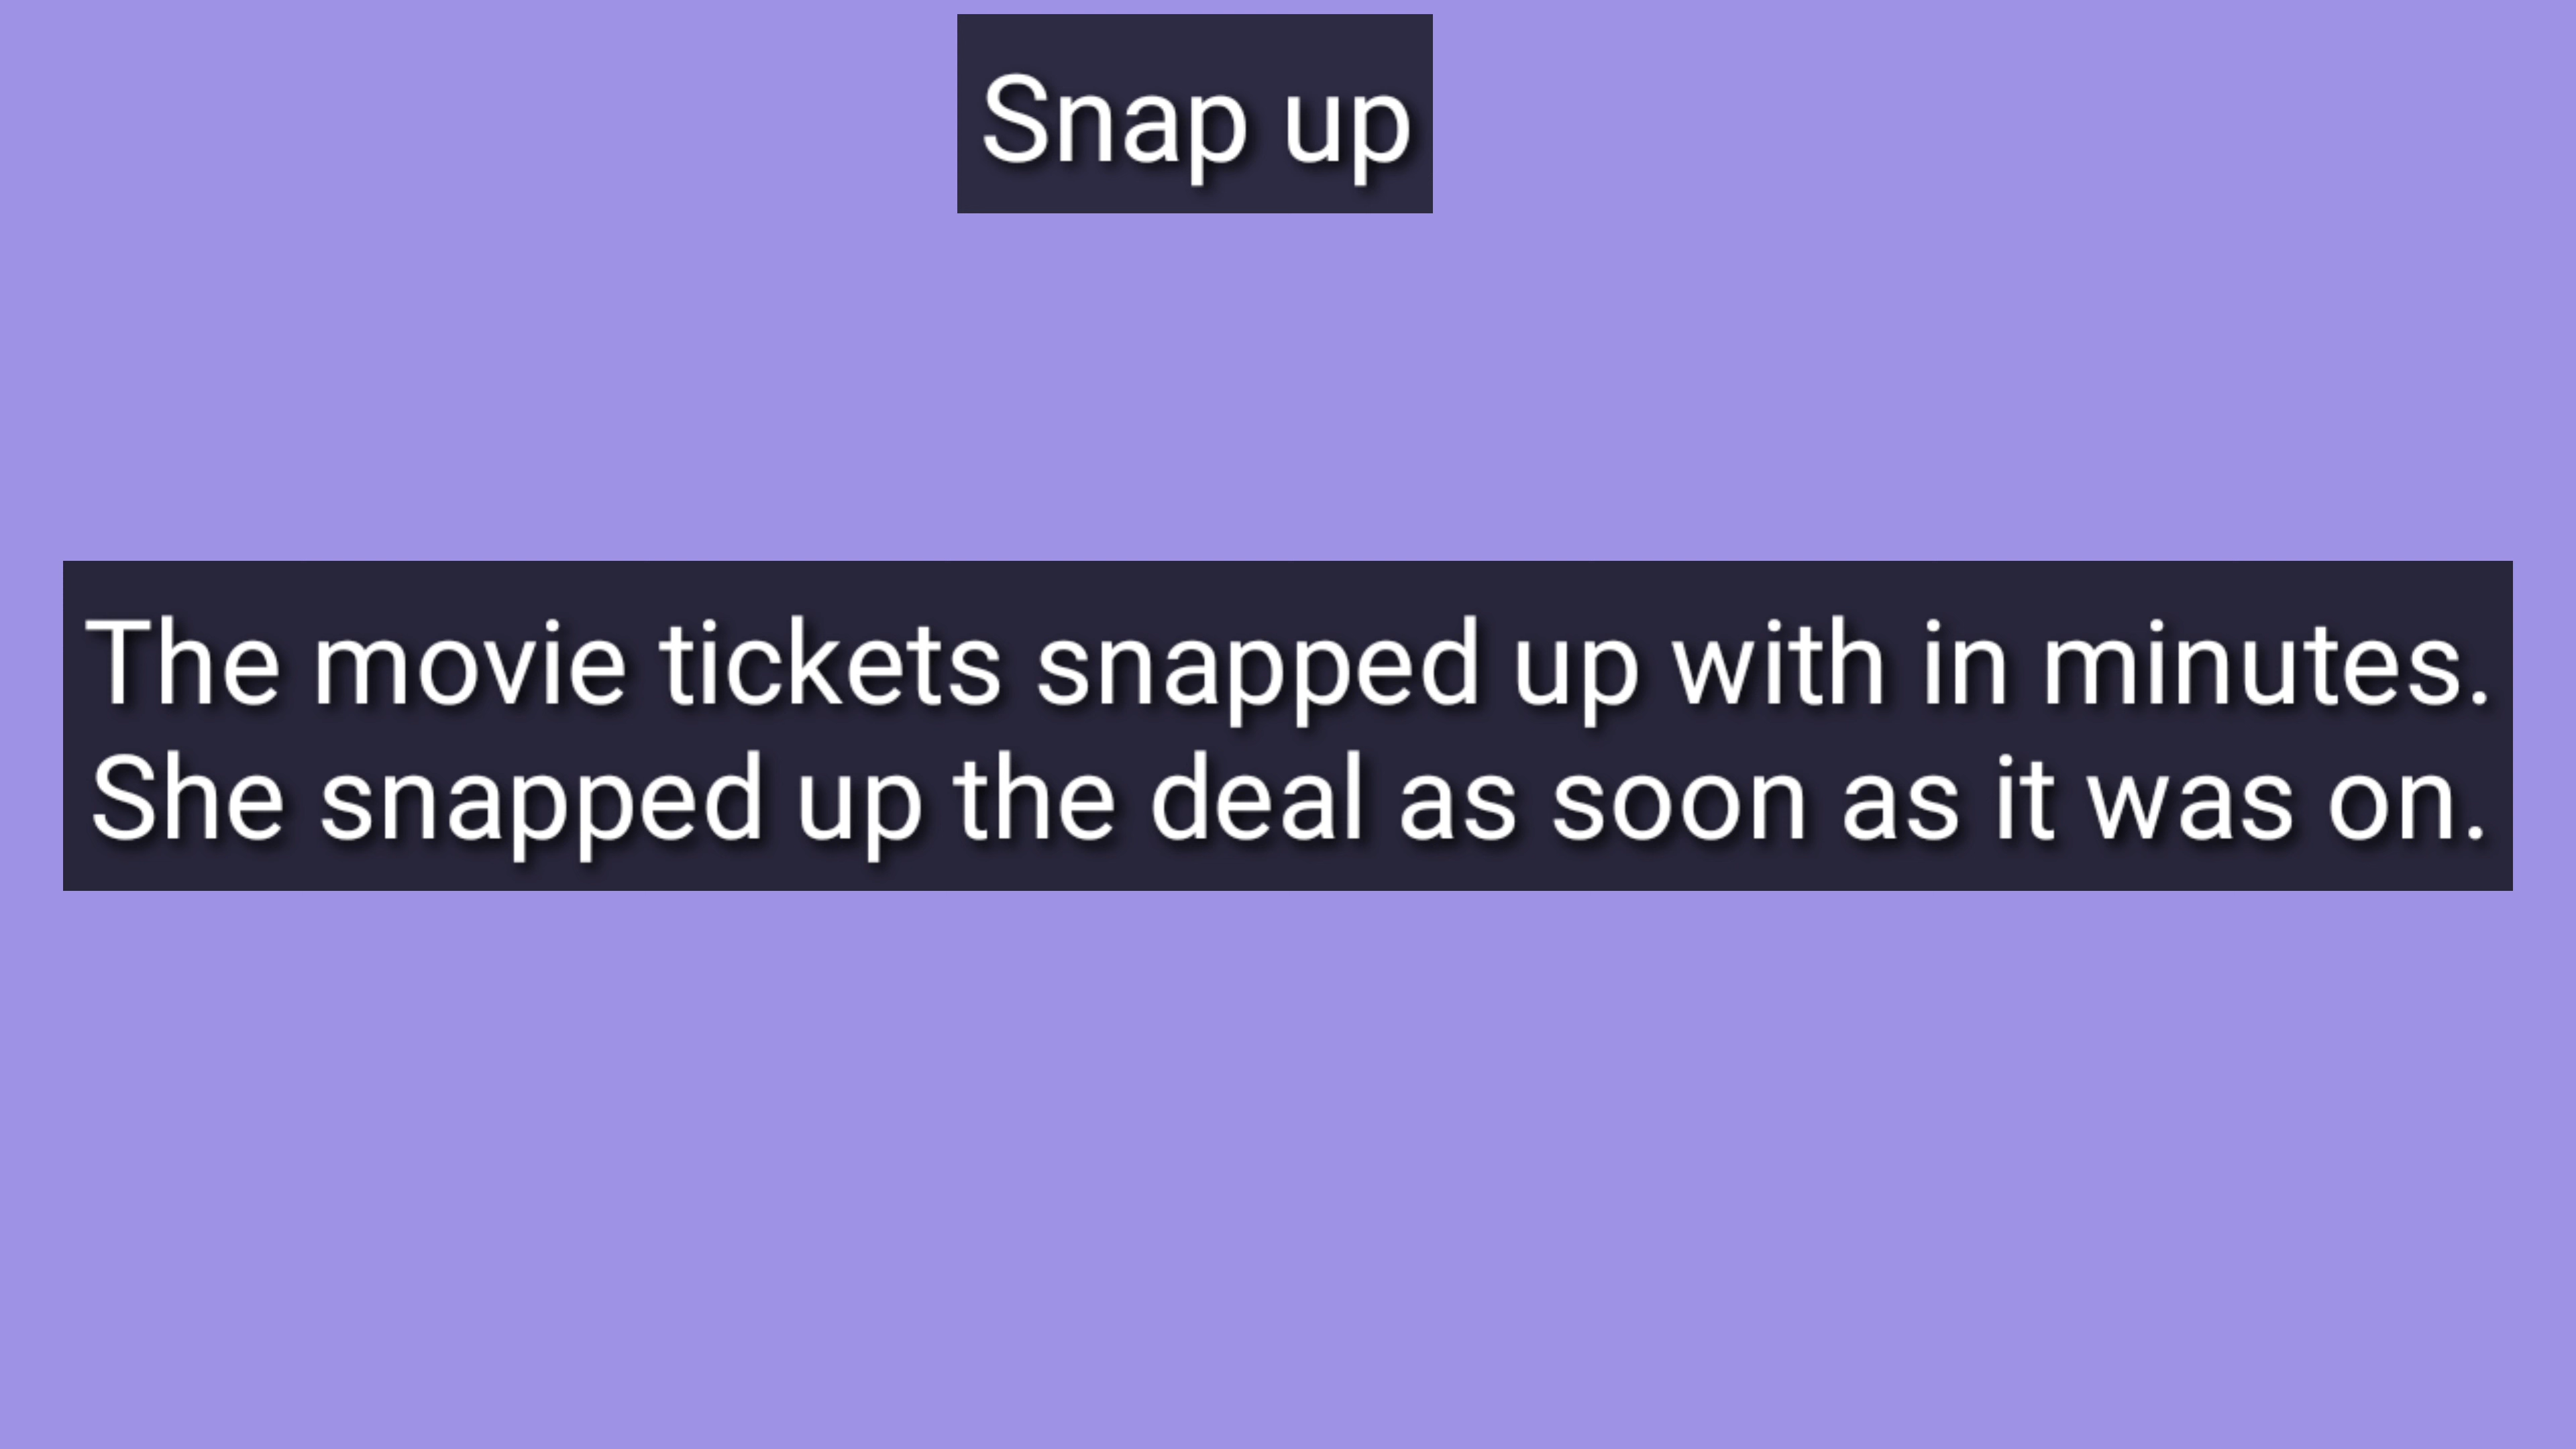 Snap up
The movie tickets snapped up with in minutes.
She snapped up the deal as soon as it was on.